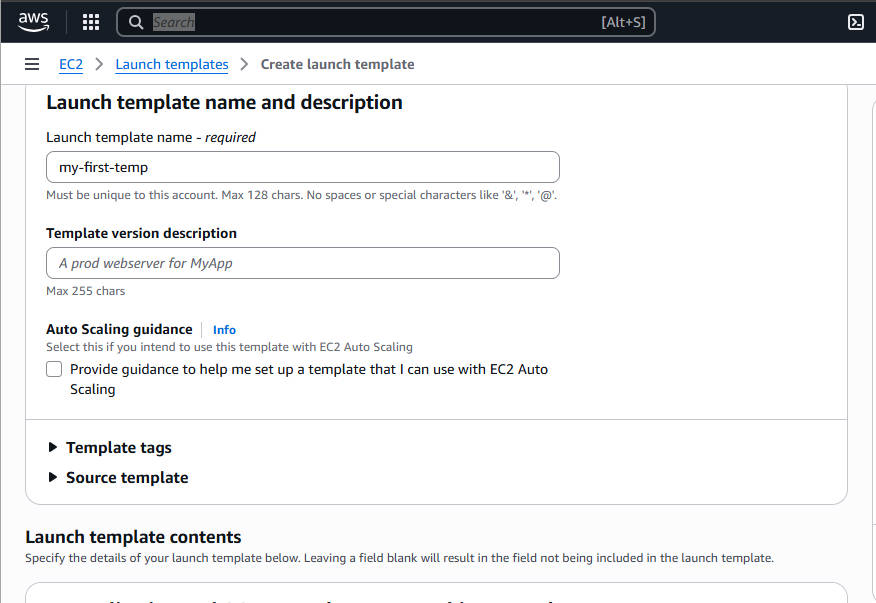 aws
Search [Alt+S]
EC2 > Launch templates > Create launch template
Launch template name and description
Launch template name - required
my-first-temp
Must be unique to this account. Max 128 chars. No spaces or special characters like '&', '*', '@'.
Template version description
A prod webserver for MyApp
Max 255 chars
Auto Scaling guidance | Info
Select this if you intend to use this template with EC2 Auto Scaling
Provide guidance to help me set up a template that I can use with EC2 Auto
Scaling
Template tags
Source template
Launch template contents
Specify the details of your launch template below. Leaving a field blank will result in the field not being included in the launch template.